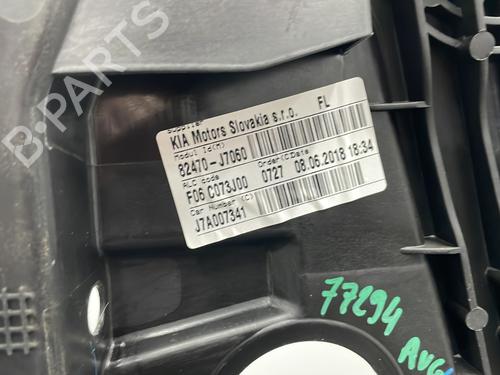 B-PARTS
Supplier
KIA Motors Slovakia s.r.o. FL
Modul Id(M)
82470-J7060
ALC code Order(C)Date
F06 C073J00 0727 08.06.2018 18:34
Car Number (C)
J7A007341
77294